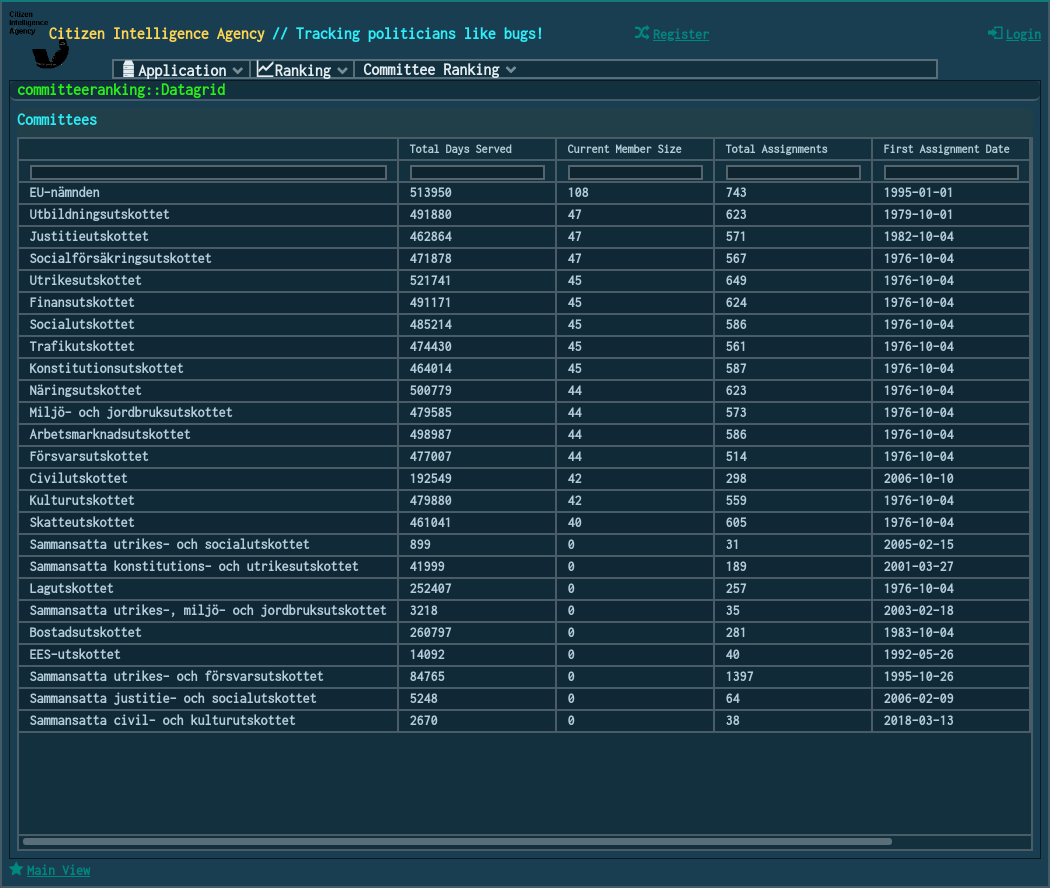 Citizen
Intelligence
Agency
Citizen Intelligence Agency // Tracking politicians like bugs!
Register
Login
Application
Ranking
Committee Ranking
committeeranking::Datagrid
Committees
Total Days Served Current Member Size Total Assignments First Assignment Date
EU-nämnden 513950 108 743 1995-01-01
Utbildningsutskottet 491880 47 623 1979-10-01
Justitieutskottet 462864 47 571 1982-10-04
Socialförsäkringsutskottet 471878 47 567 1976-10-04
Utrikesutskottet 521741 45 649 1976-10-04
Finansutskottet 491171 45 624 1976-10-04
Socialutskottet 485214 45 586 1976-10-04
Trafikutskottet 474430 45 561 1976-10-04
Konstitutionsutskottet 464014 45 587 1976-10-04
Näringsutskottet 500779 44 623 1976-10-04
Miljö- och jordbruksutskottet 479585 44 573 1976-10-04
Arbetsmarknadsutskottet 498987 44 586 1976-10-04
Försvarsutskottet 477007 44 514 1976-10-04
Civilutskottet 192549 42 298 2006-10-10
Kulturutskottet 479880 42 559 1976-10-04
Skatteutskottet 461041 40 605 1976-10-04
Sammansatta utrikes- och socialutskottet 899 0 31 2005-02-15
Sammansatta konstitutions- och utrikesutskottet 41999 0 189 2001-03-27
Lagutskottet 252407 0 257 1976-10-04
Sammansatta utrikes-, miljö- och jordbruksutskottet 3218 0 35 2003-02-18
Bostadsutskottet 260797 0 281 1983-10-04
EES-utskottet 14092 0 40 1992-05-26
Sammansatta utrikes- och försvarsutskottet 84765 0 1397 1995-10-26
Sammansatta justitie- och socialutskottet 5248 0 64 2006-02-09
Sammansatta civil- och kulturutskottet 2670 0 38 2018-03-13
Main View